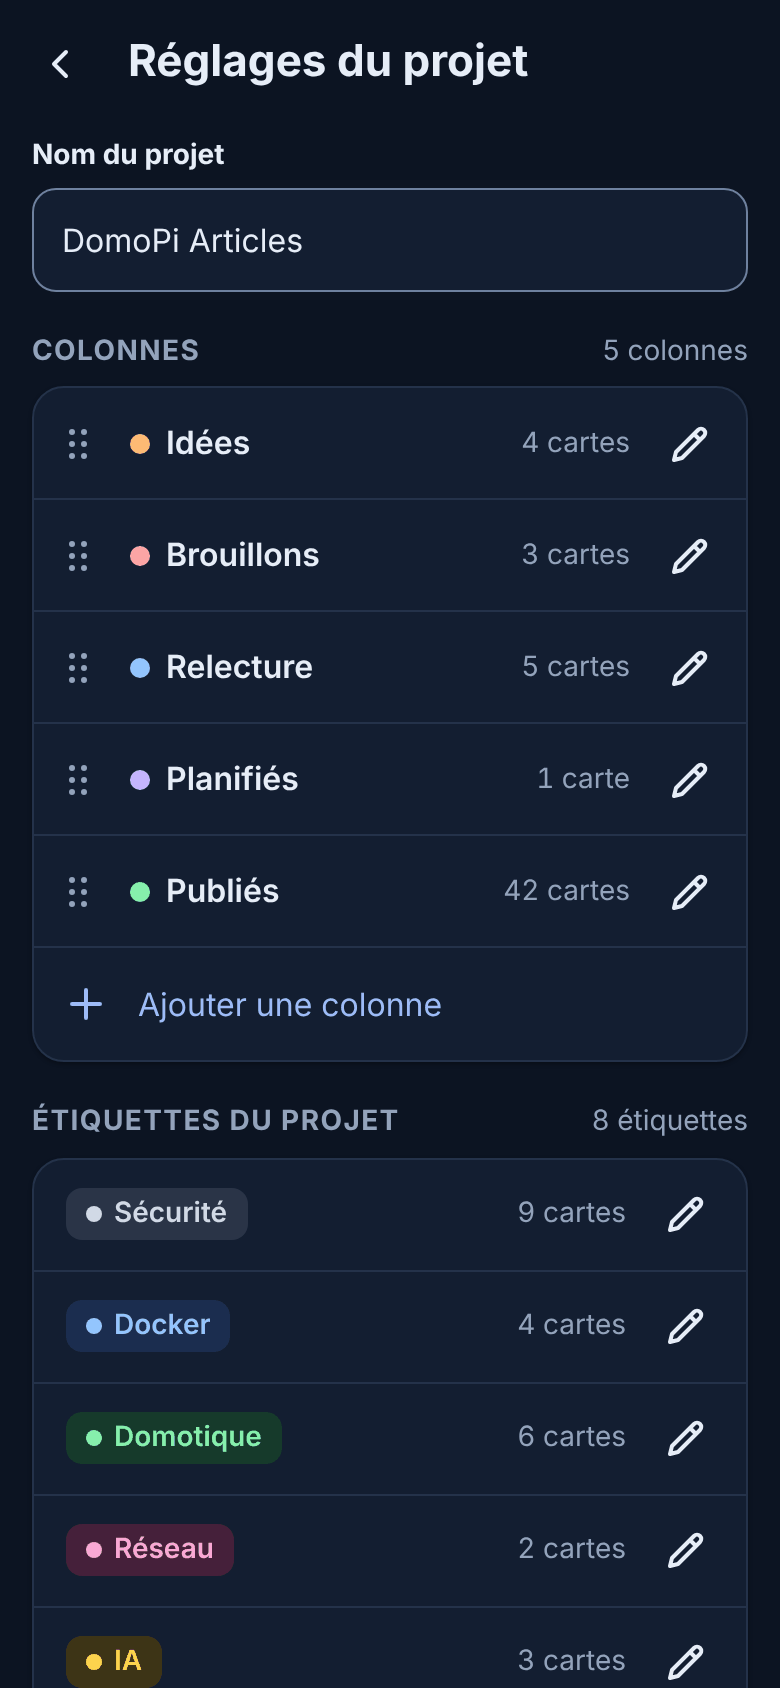 Réglages du projet
Nom du projet
DomoPi Articles
COLONNES 5 colonnes
Idées 4 cartes
Brouillons 3 cartes
Relecture 5 cartes
Planifiés 1 carte
Publiés 42 cartes
Ajouter une colonne
ÉTIQUETTES DU PROJET 8 étiquettes
Sécurité 9 cartes
Docker 4 cartes
Domotique 6 cartes
Réseau 2 cartes
IA 3 cartes